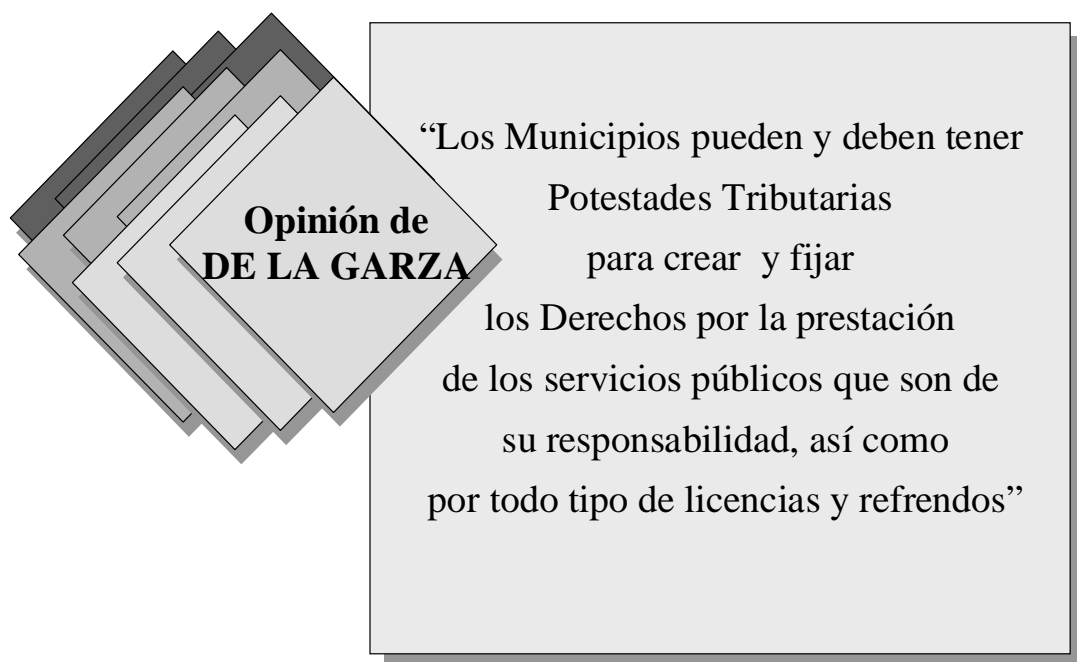 Opinión de
DE LA GARZA
“Los Municipios pueden y deben tener
Potestades Tributarias
para crear y fijar
los Derechos por la prestación
de los servicios públicos que son de
su responsabilidad, así como
por todo tipo de licencias y refrendos”